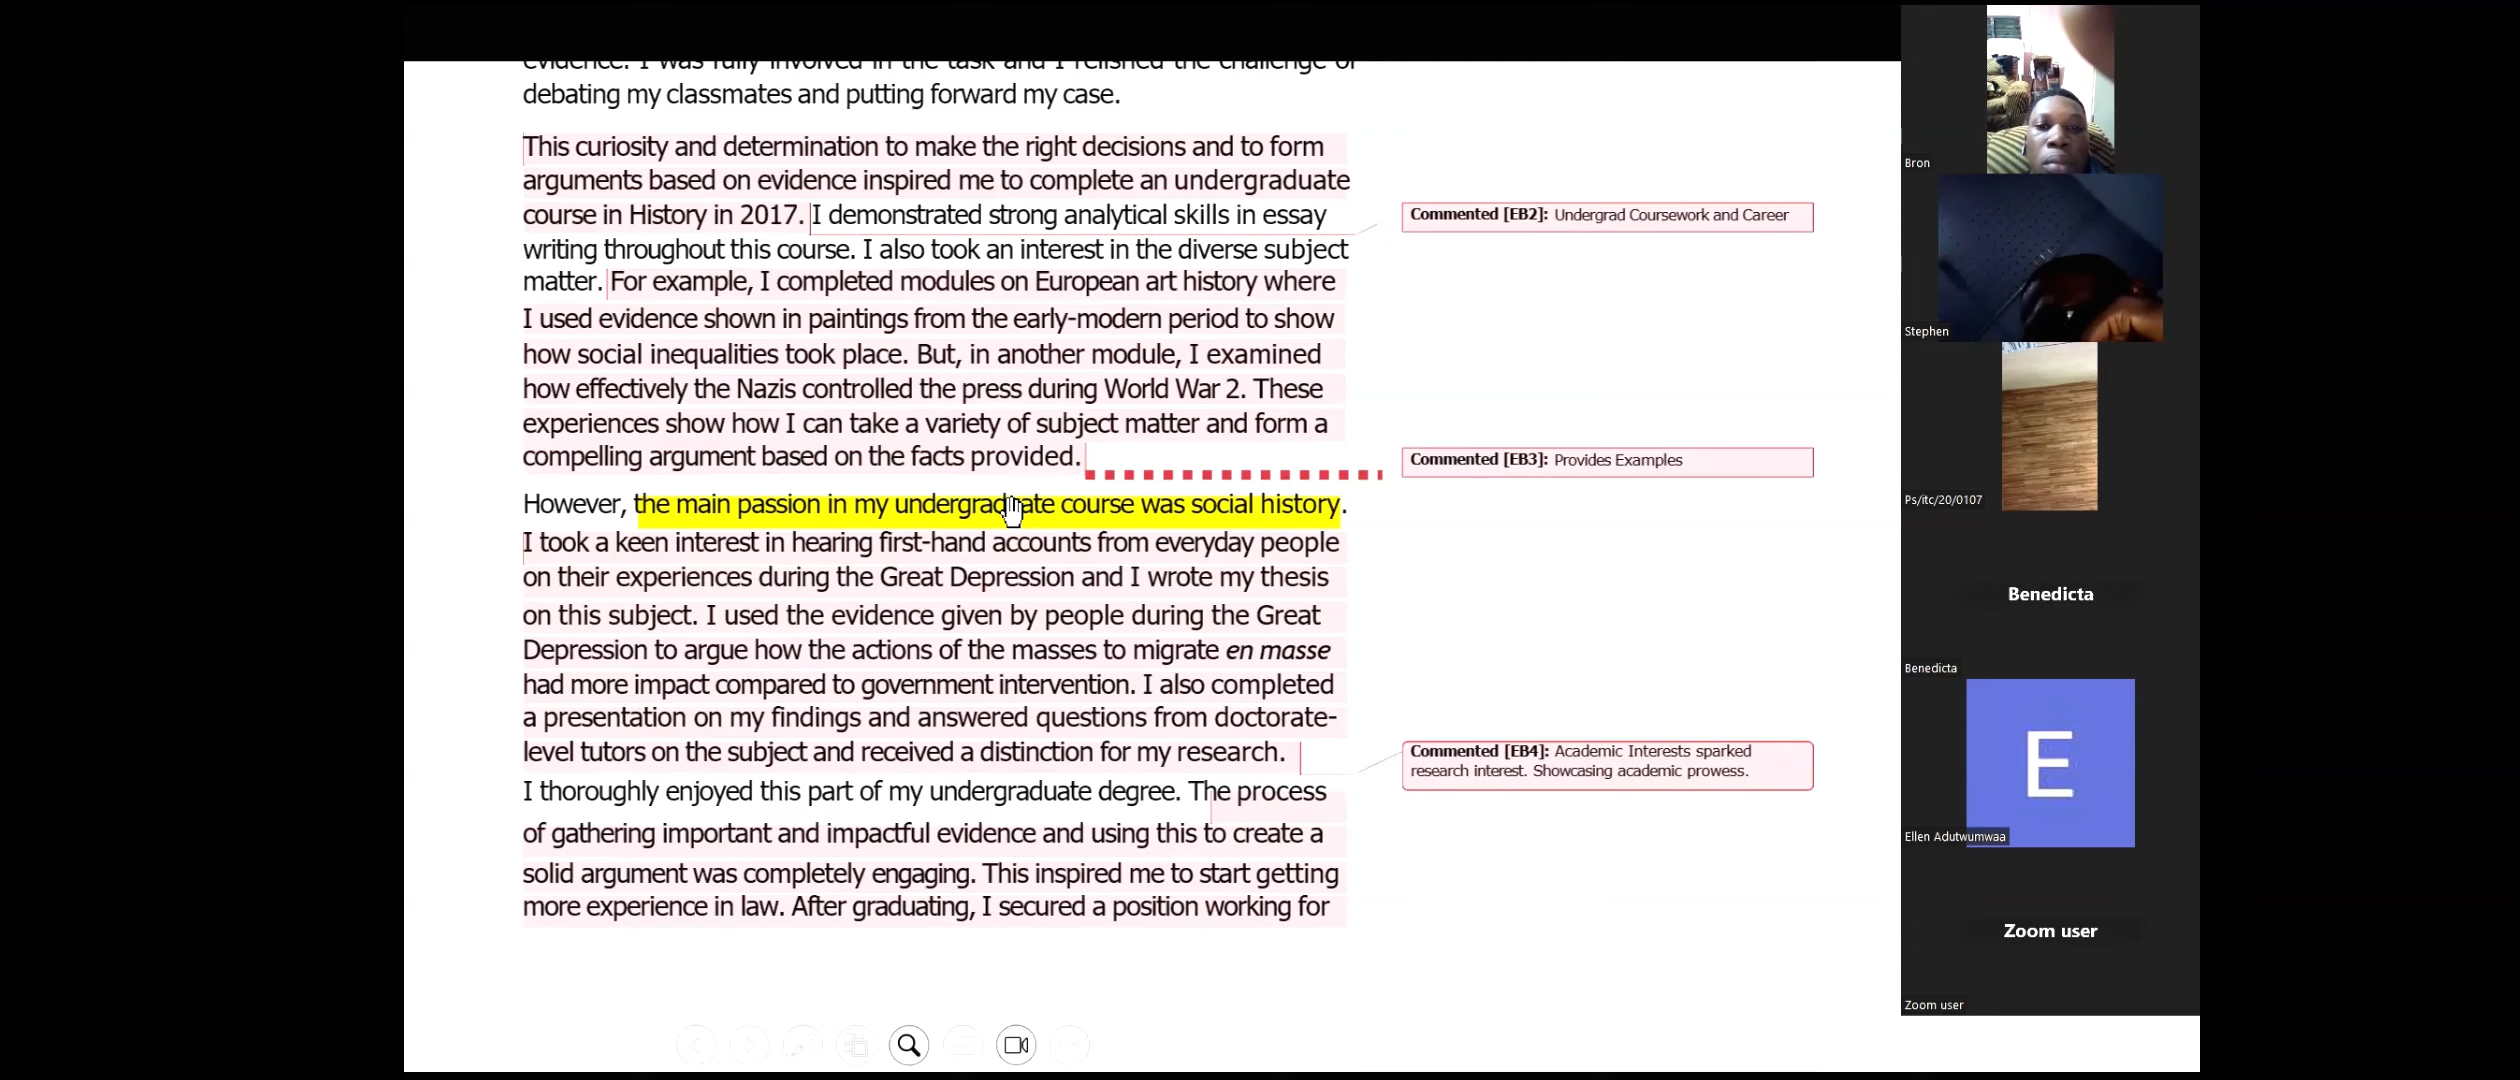 evidence. I was fully involved in the task and I relished the challenge of
debating my classmates and putting forward my case.
This curiosity and determination to make the right decisions and to form
arguments based on evidence inspired me to complete an undergraduate
course in History in 2017. I demonstrated strong analytical skills in essay
writing throughout this course. I also took an interest in the diverse subject
matter. For example, I completed modules on European art history where
I used evidence shown in paintings from the early-modern period to show
how social inequalities took place. But, in another module, I examined
how effectively the Nazis controlled the press during World War 2. These
experiences show how I can take a variety of subject matter and form a
compelling argument based on the facts provided.
However, the main passion in my undergraduate course was social history.
I took a keen interest in hearing first-hand accounts from everyday people
on their experiences during the Great Depression and I wrote my thesis
on this subject. I used the evidence given by people during the Great
Depression to argue how the actions of the masses to migrate en masse
had more impact compared to government intervention. I also completed
a presentation on my findings and answered questions from doctorate-
level tutors on the subject and received a distinction for my research.
I thoroughly enjoyed this part of my undergraduate degree. The process
of gathering important and impactful evidence and using this to create a
solid argument was completely engaging. This inspired me to start getting
more experience in law. After graduating, I secured a position working for
Commented [EB2]: Undergrad Coursework and Career
Commented [EB3]: Provides Examples
Commented [EB4]: Academic Interests sparked
research interest. Showcasing academic prowess.
Bron
Stephen
Ps/itc/20/0107
Benedicta
Benedicta
E
Ellen Adutwumwaa
Zoom user
Zoom user